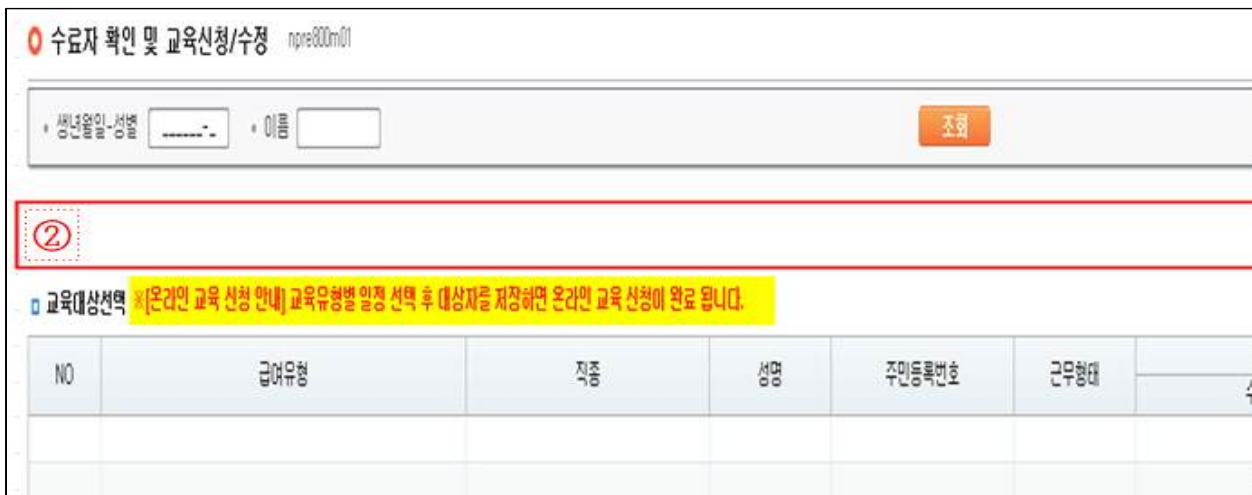 수료자 확인 및 교육신청/수정 npre800m01
생년월일-성별 ______-_ 이름 조회
②
교육대상선택 ※[온라인 교육 신청 안내] 교육유형별 일정 선택 후 대상자를 저장하면 온라인 교육 신청이 완료 됩니다.
NO 급여유형 직종 성명 주민등록번호 근무형태